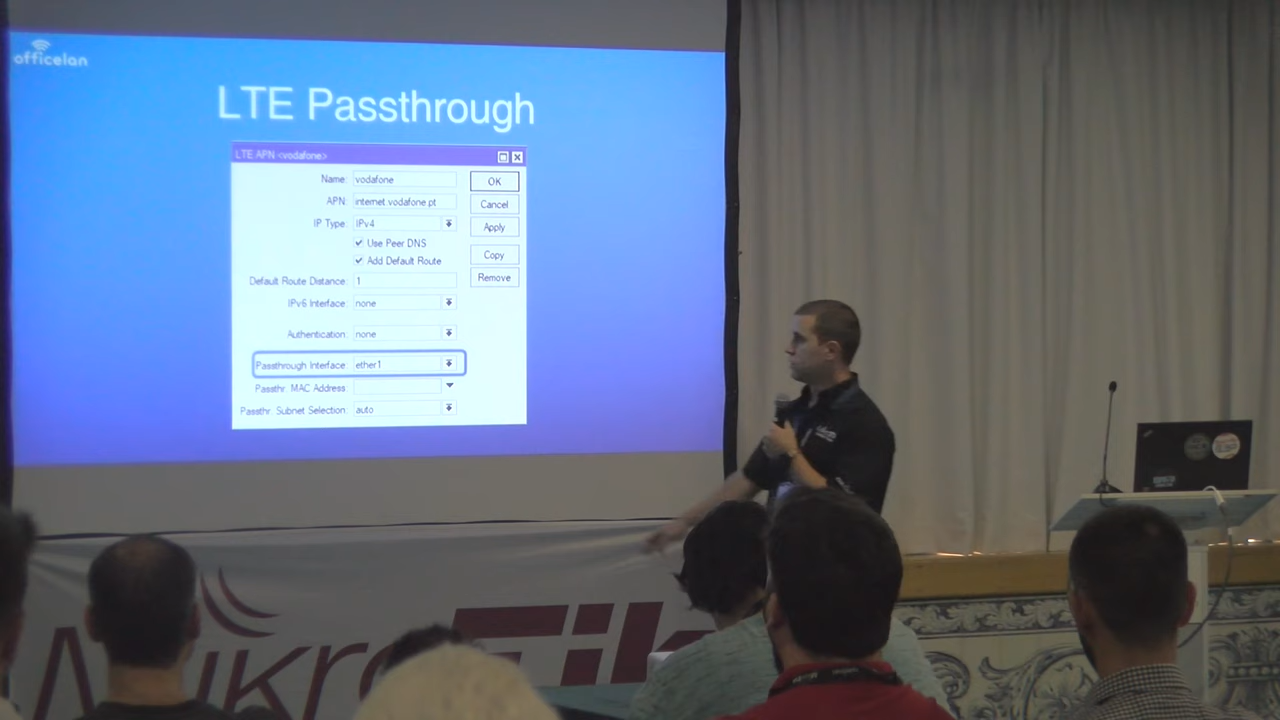 officelan
LTE Passthrough
LTE APN <vodafone>
Name: vodafone
OK
APN: internet.vodafone.pt
Cancel
IP Type: IPv4
Apply
Use Peer DNS
Add Default Route
Copy
Default Route Distance: 1
Remove
IPv6 Interface: none
Authentication: none
Passthrough Interface: ether1
Passthr. MAC Address:
Passthr. Subnet Selection: auto
MikroTik